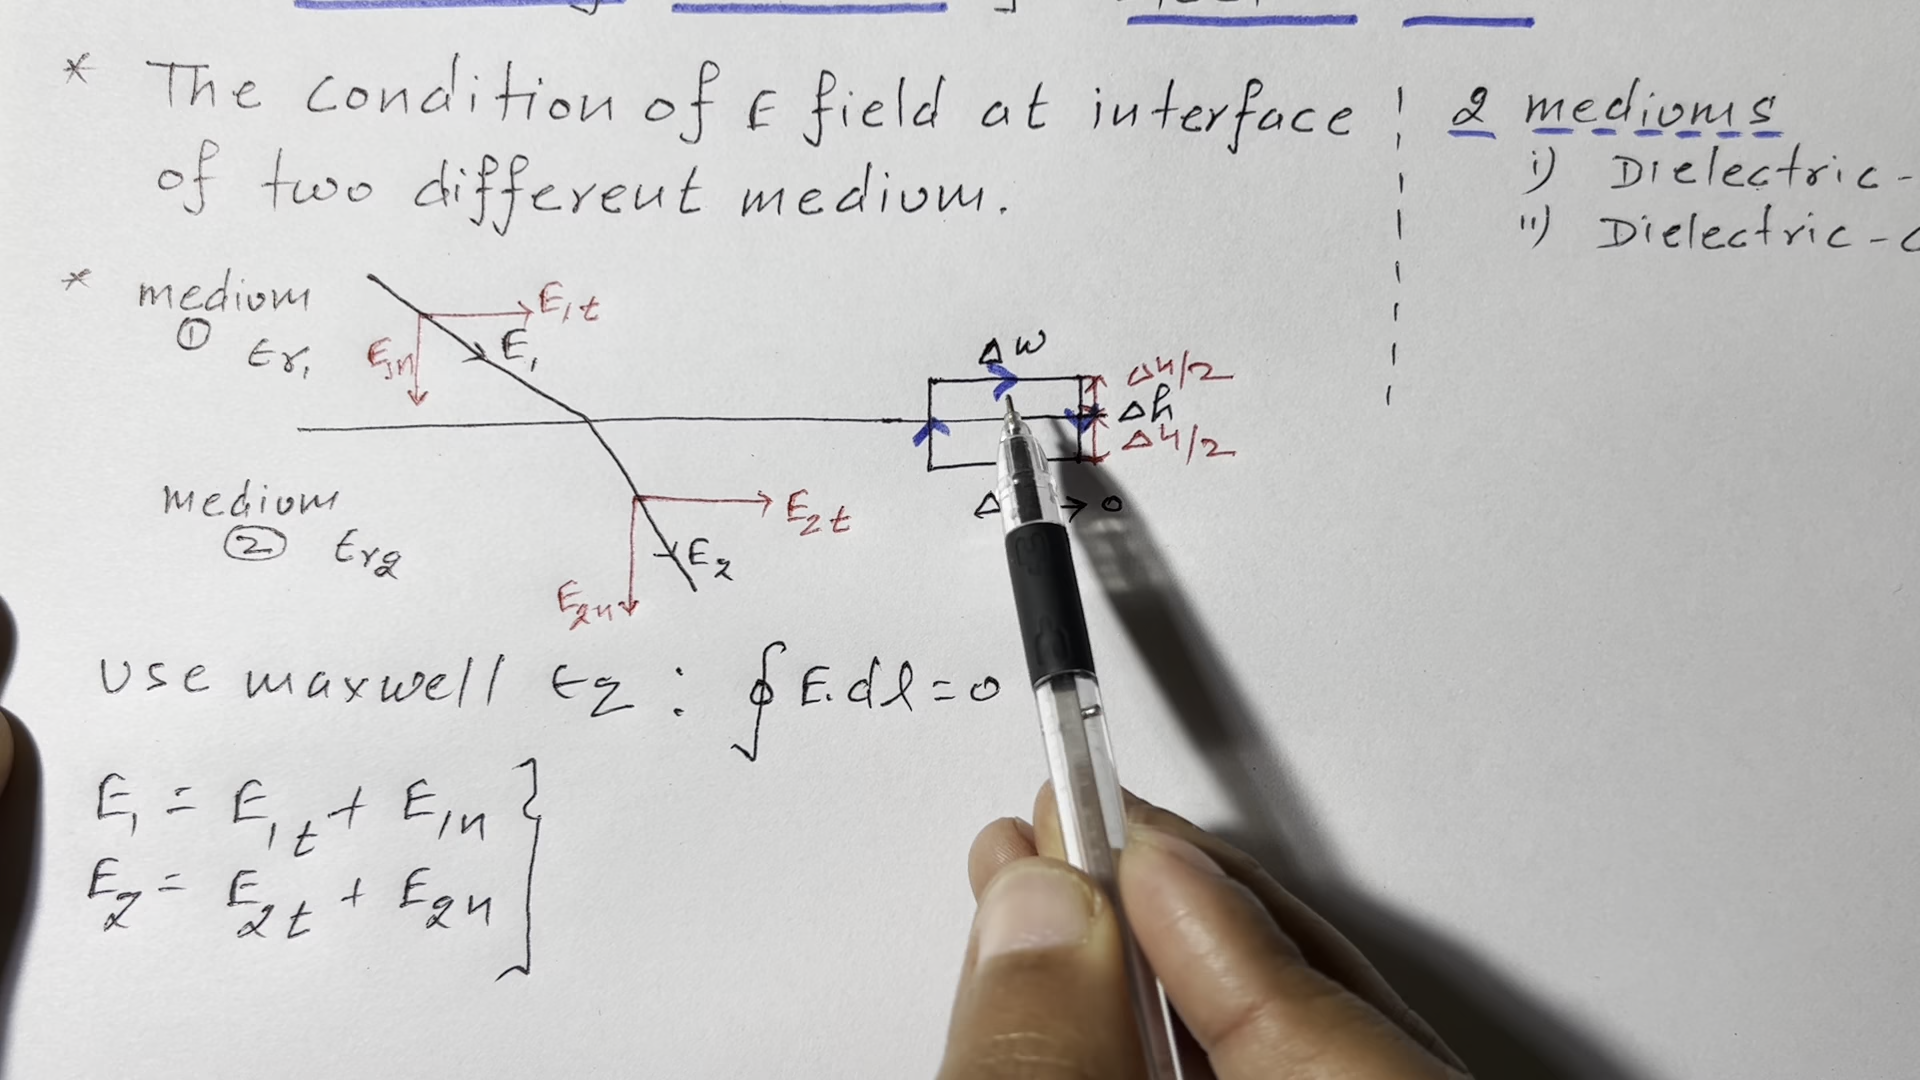 * The condition of E field at interface
of two different medium.
2 mediums
i) Dielectric -
ii) Dielectric -
* medium
① εr₁
E₁t
E₁n
E₁
Δw
Δh/2
Δh
Δh/2
Δ → 0
medium
② εr₂
E₂t
E₂
E₂n
Use maxwell Eq : ∮ E.dl = 0
E₁ = E₁t + E₁n
E₂ = E₂t + E₂n